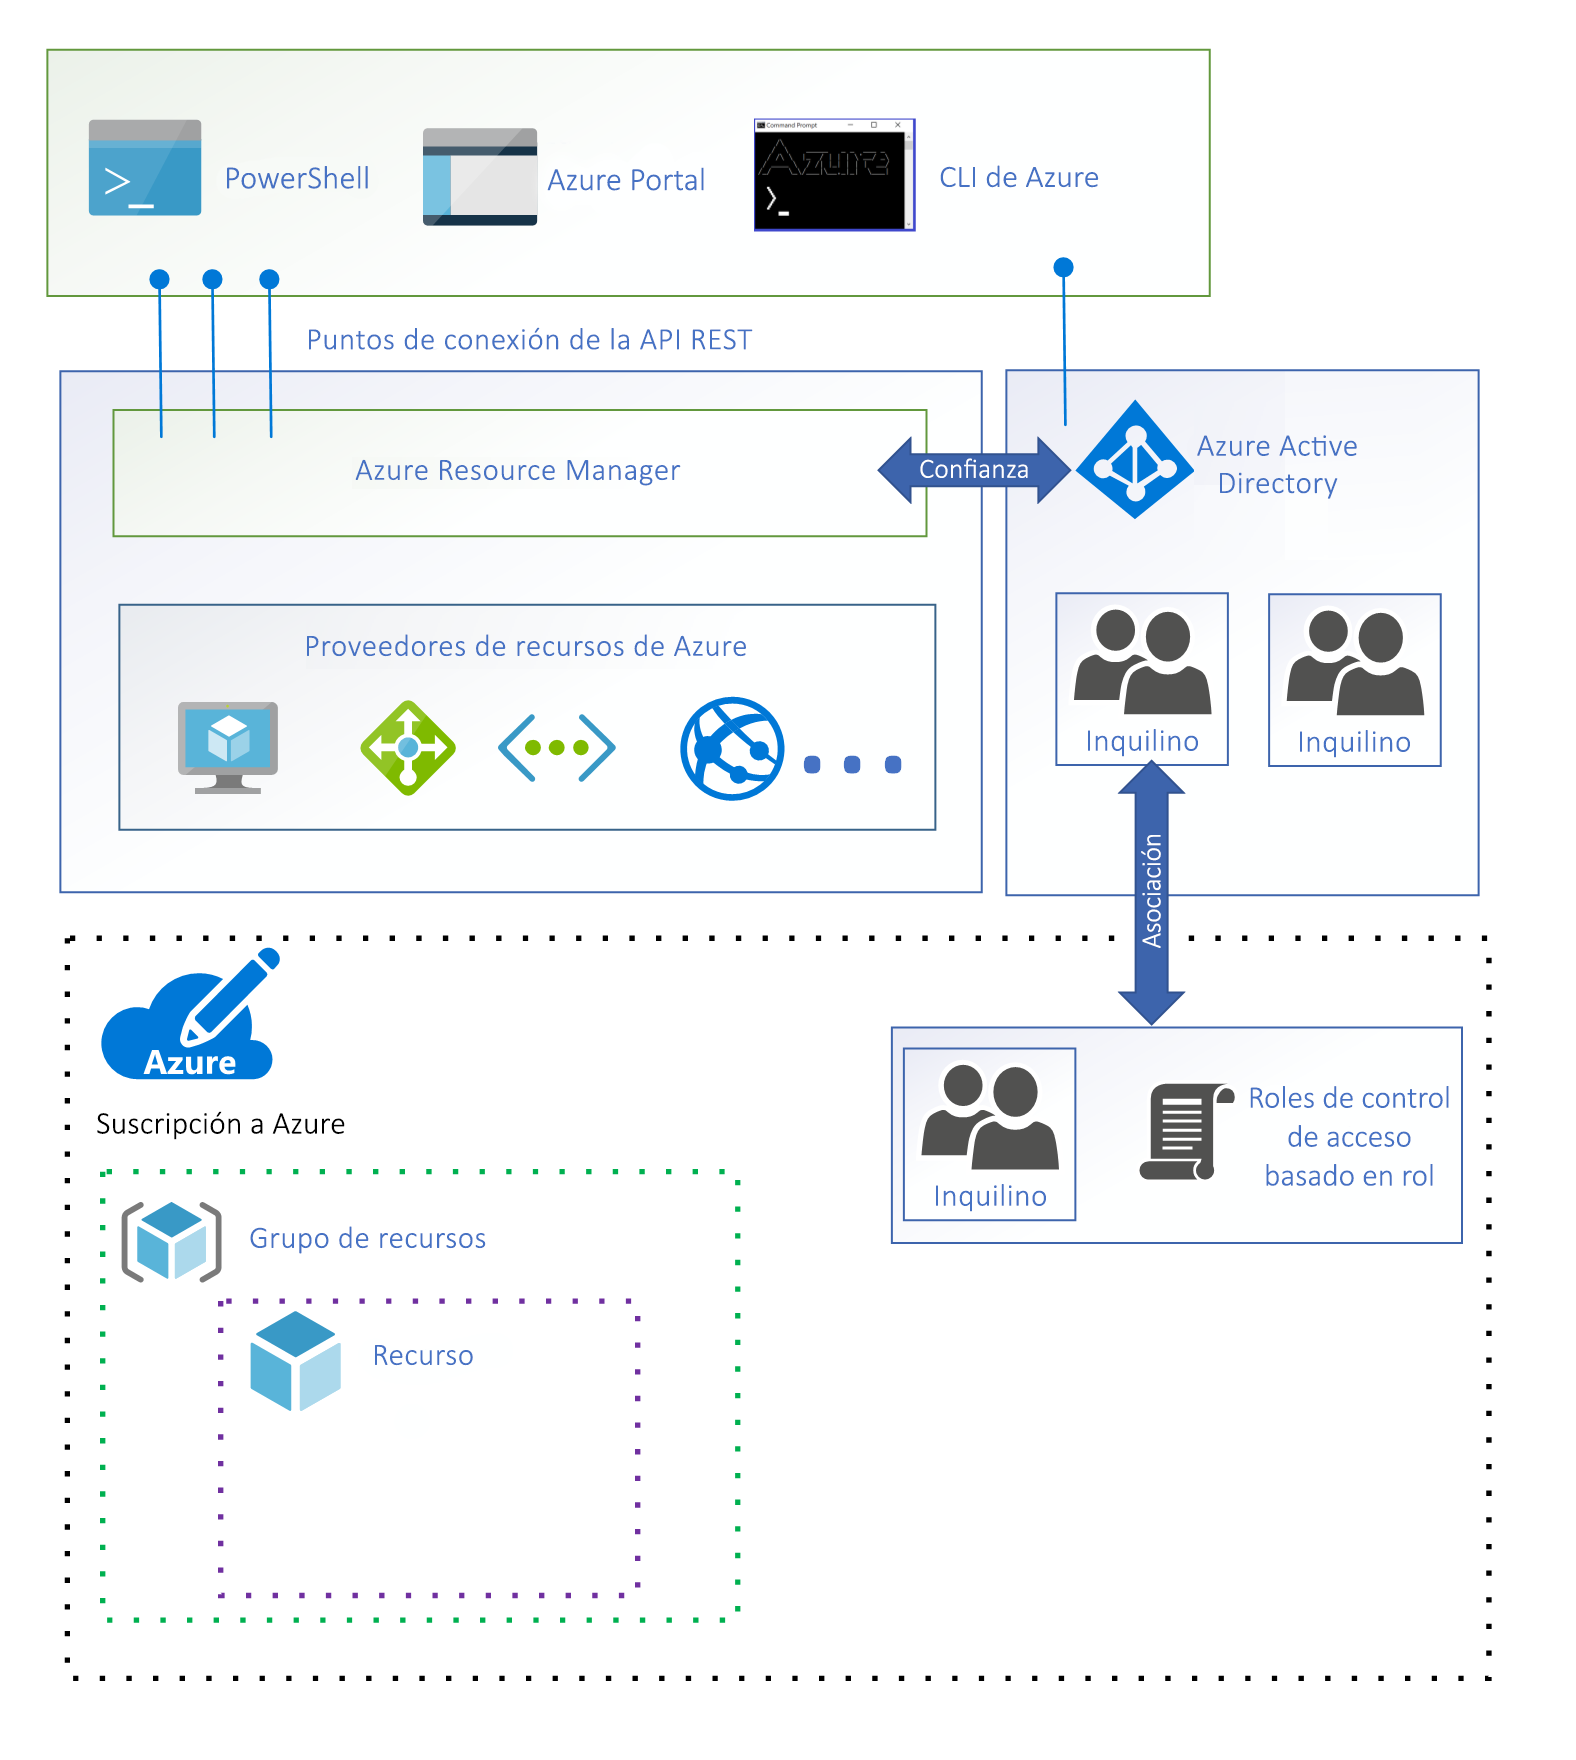 Command Prompt
Azure
PowerShell
Azure Portal
CLI de Azure
Puntos de conexión de la API REST
Azure Resource Manager
Confianza
Azure Active
Directory
Proveedores de recursos de Azure
Inquilino
Inquilino
Asociación
Azure
Suscripción a Azure
Inquilino
Roles de control
de acceso
basado en rol
Grupo de recursos
Recurso